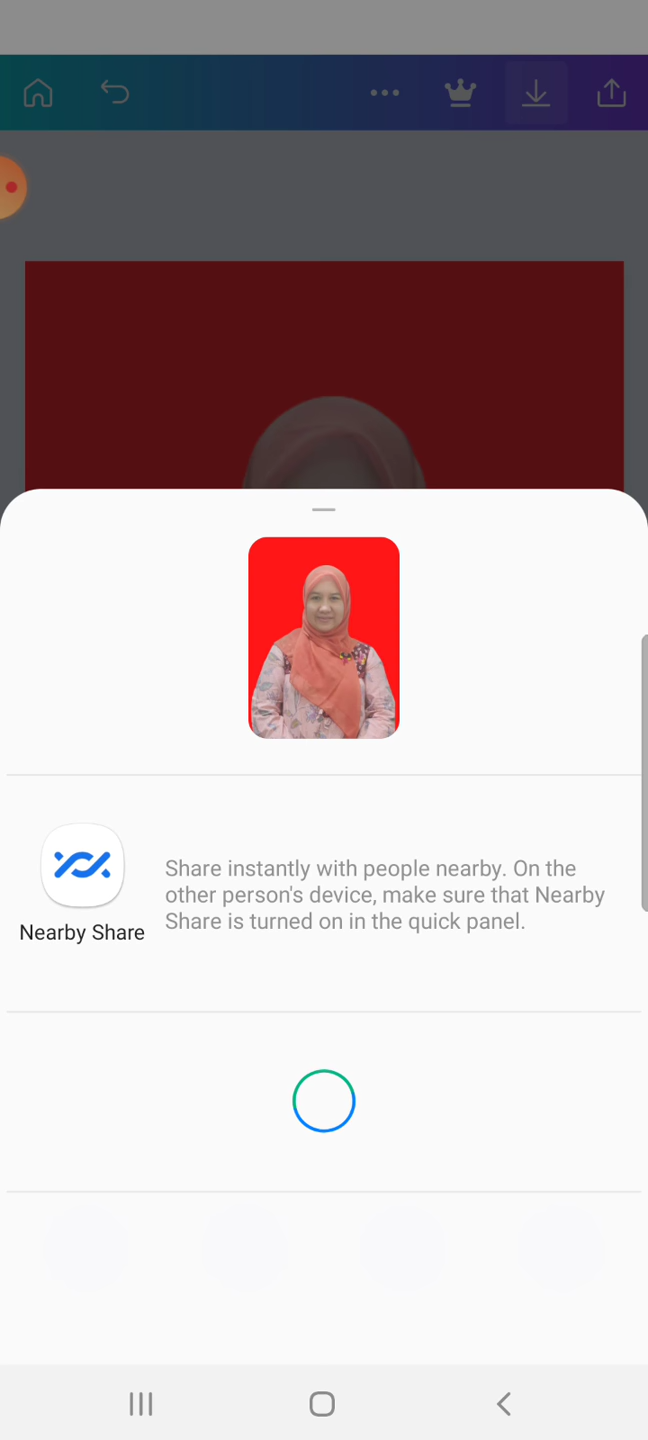 Share instantly with people nearby. On the
other person's device, make sure that Nearby
Share is turned on in the quick panel.
Nearby Share